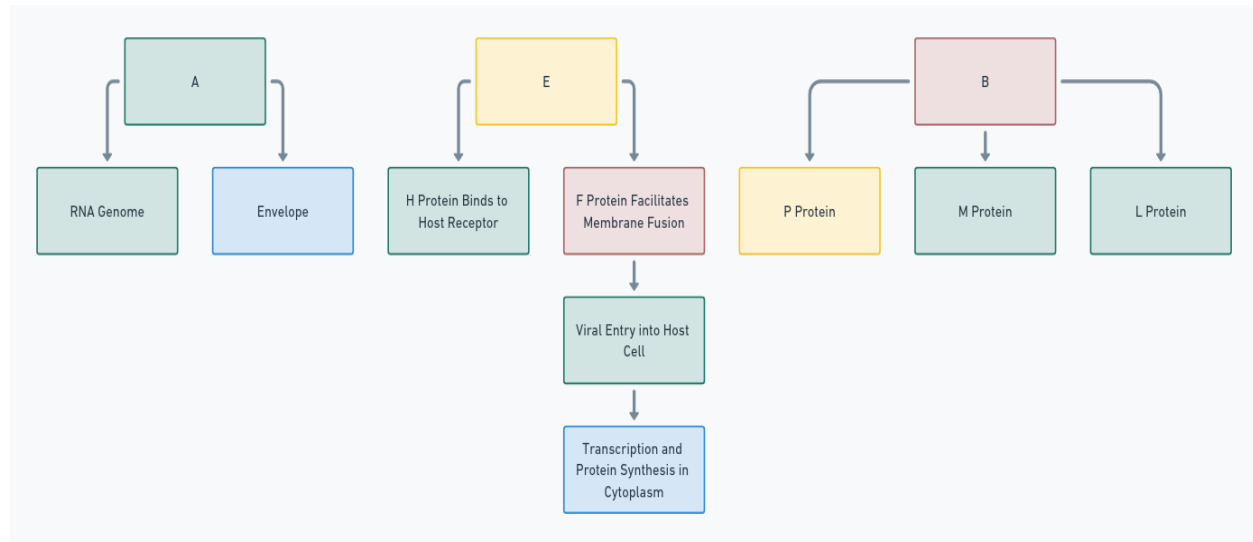 A
E
B
RNA Genome
Envelope
H Protein Binds to
Host Receptor
F Protein Facilitates
Membrane Fusion
P Protein
M Protein
L Protein
Viral Entry into Host
Cell
Transcription and
Protein Synthesis in
Cytoplasm